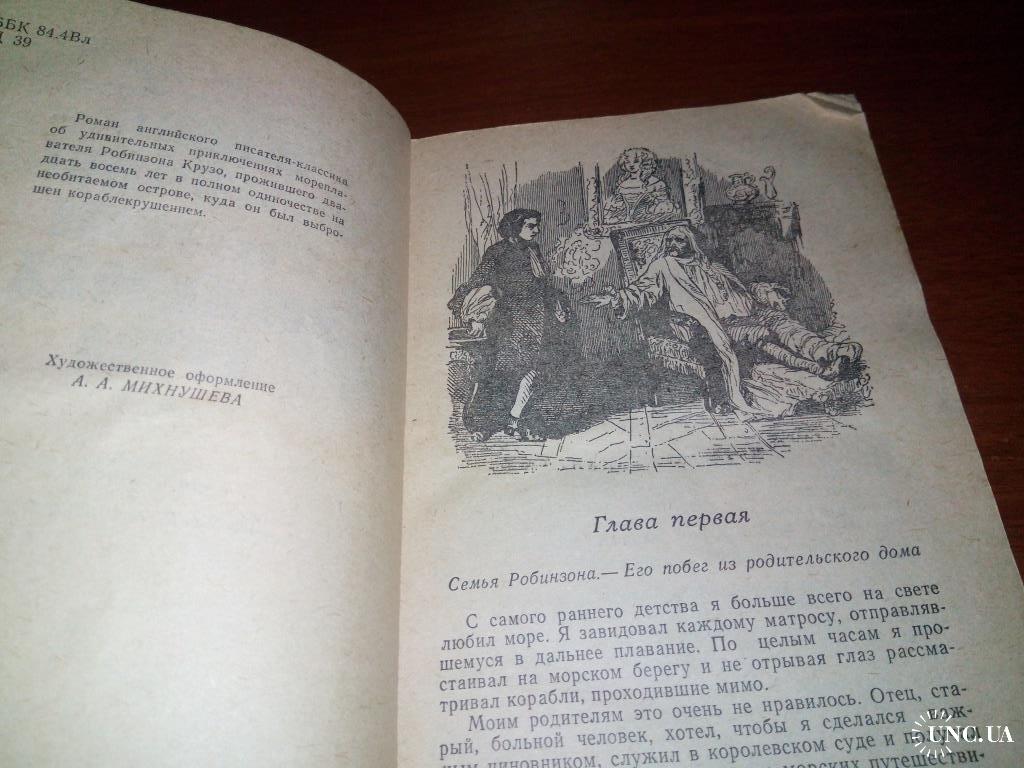 ББК 84.4Вл
39
Роман английского писателя-классика
об удивительных приключениях морепла-
вателя Робинзона Крузо, прожившего два-
дцать восемь лет в полном одиночестве на
необитаемом острове, куда он был выбро-
шен кораблекрушением.
Художественное оформление
А. А. МИХНУШЕВА
Глава первая
Семья Робинзона.— Его побег из родительского дома
С самого раннего детства я больше всего на свете
любил море. Я завидовал каждому матросу, отправляв-
шемуся в дальнее плавание. По целым часам я про-
стаивал на морском берегу и не отрывая глаз рассма-
тривал корабли, проходившие мимо.
Моим родителям это очень не нравилось. Отец, ста-
рый, больной человек, хотел, чтобы я сделался важ-
ным чиновником, служил в королевском суде и
морских путешестви-
UNC.UA